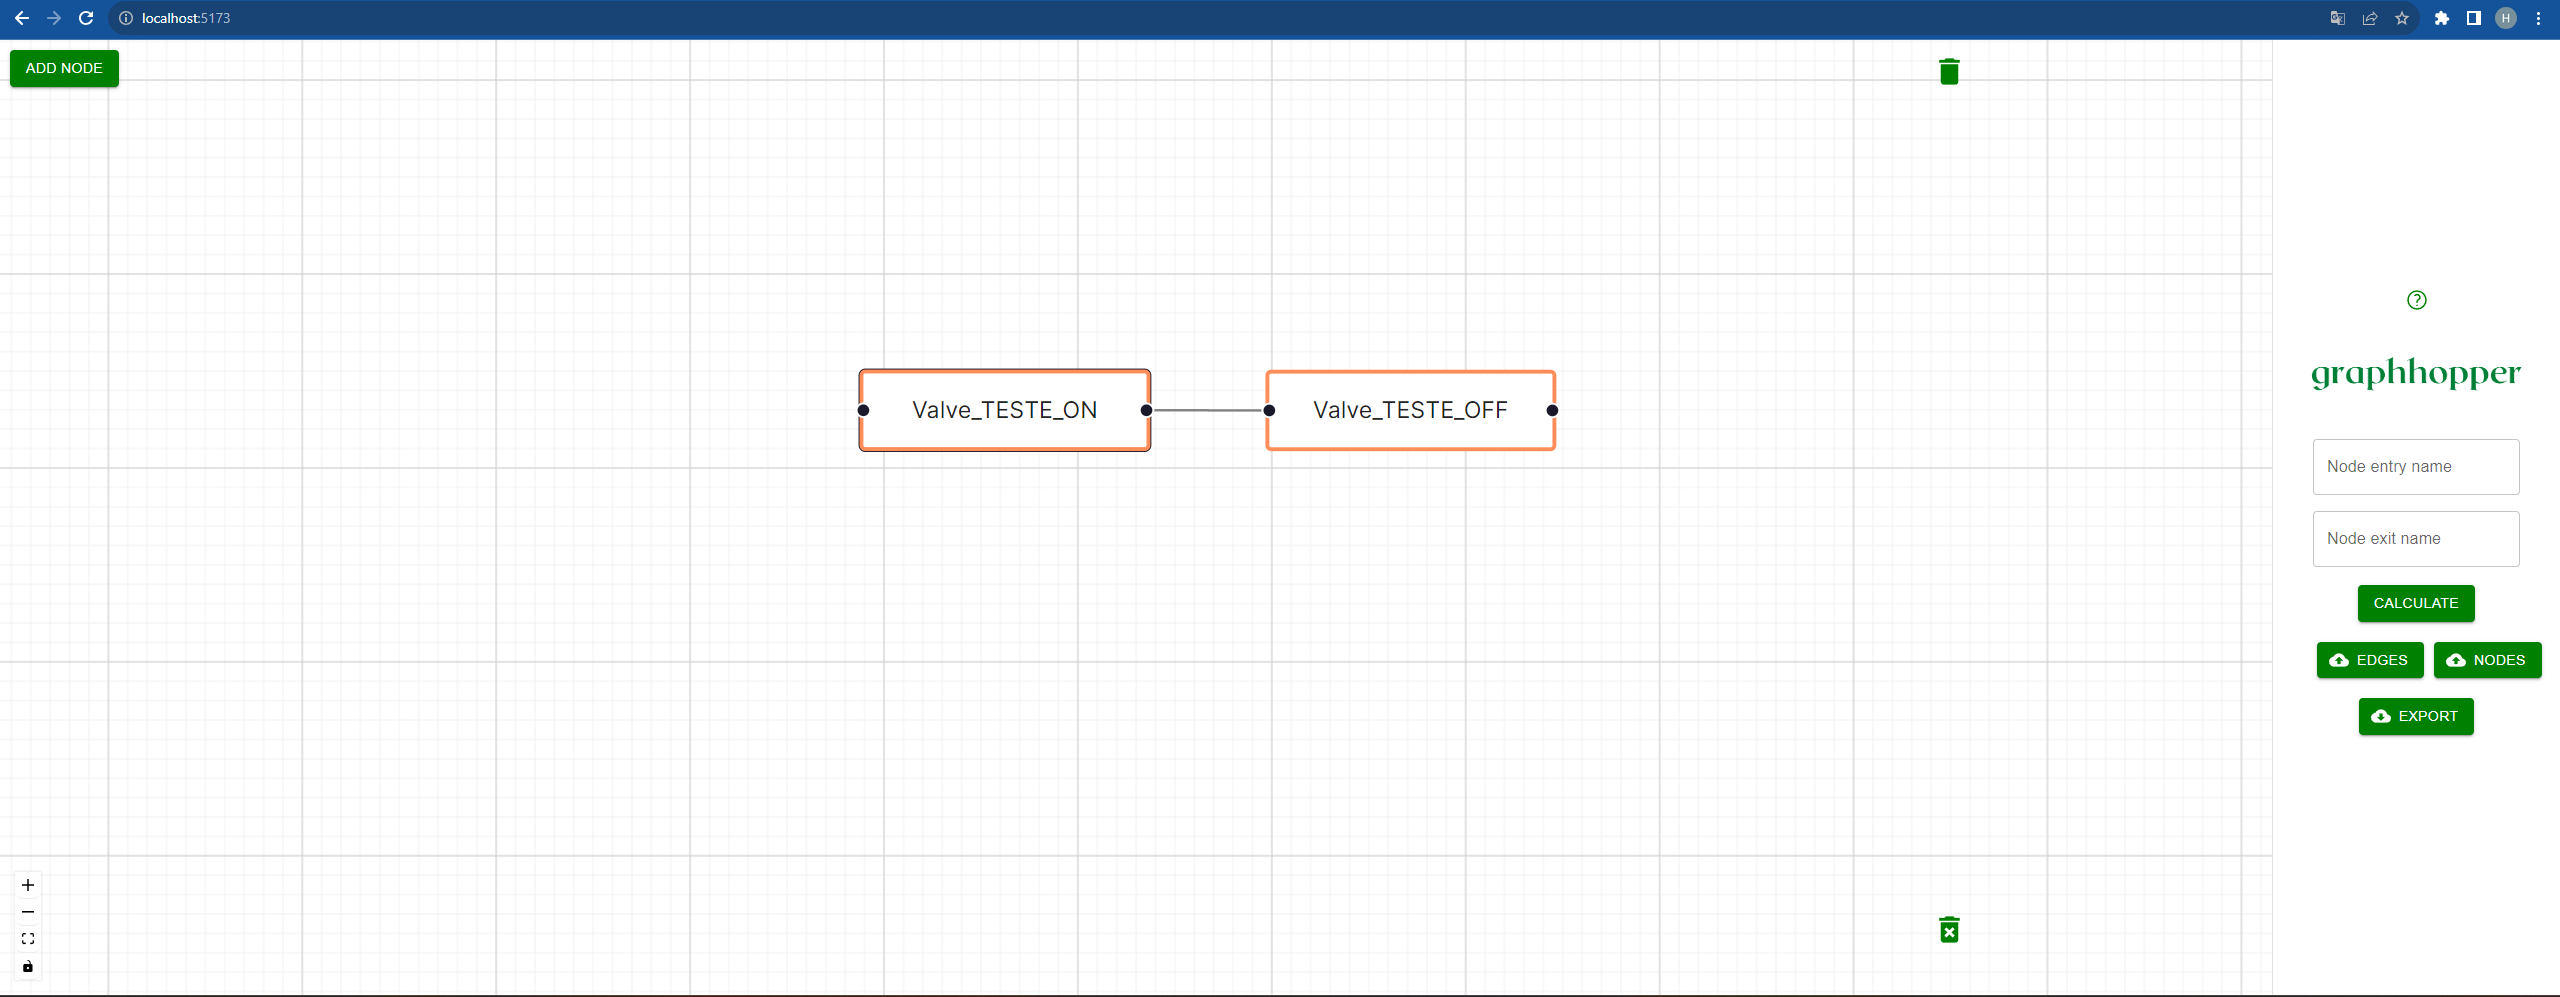 localhost:5173
H
ADD NODE
Valve_TESTE_ON
Valve_TESTE_OFF
graphhopper
Node entry name
Node exit name
CALCULATE
EDGES
NODES
EXPORT